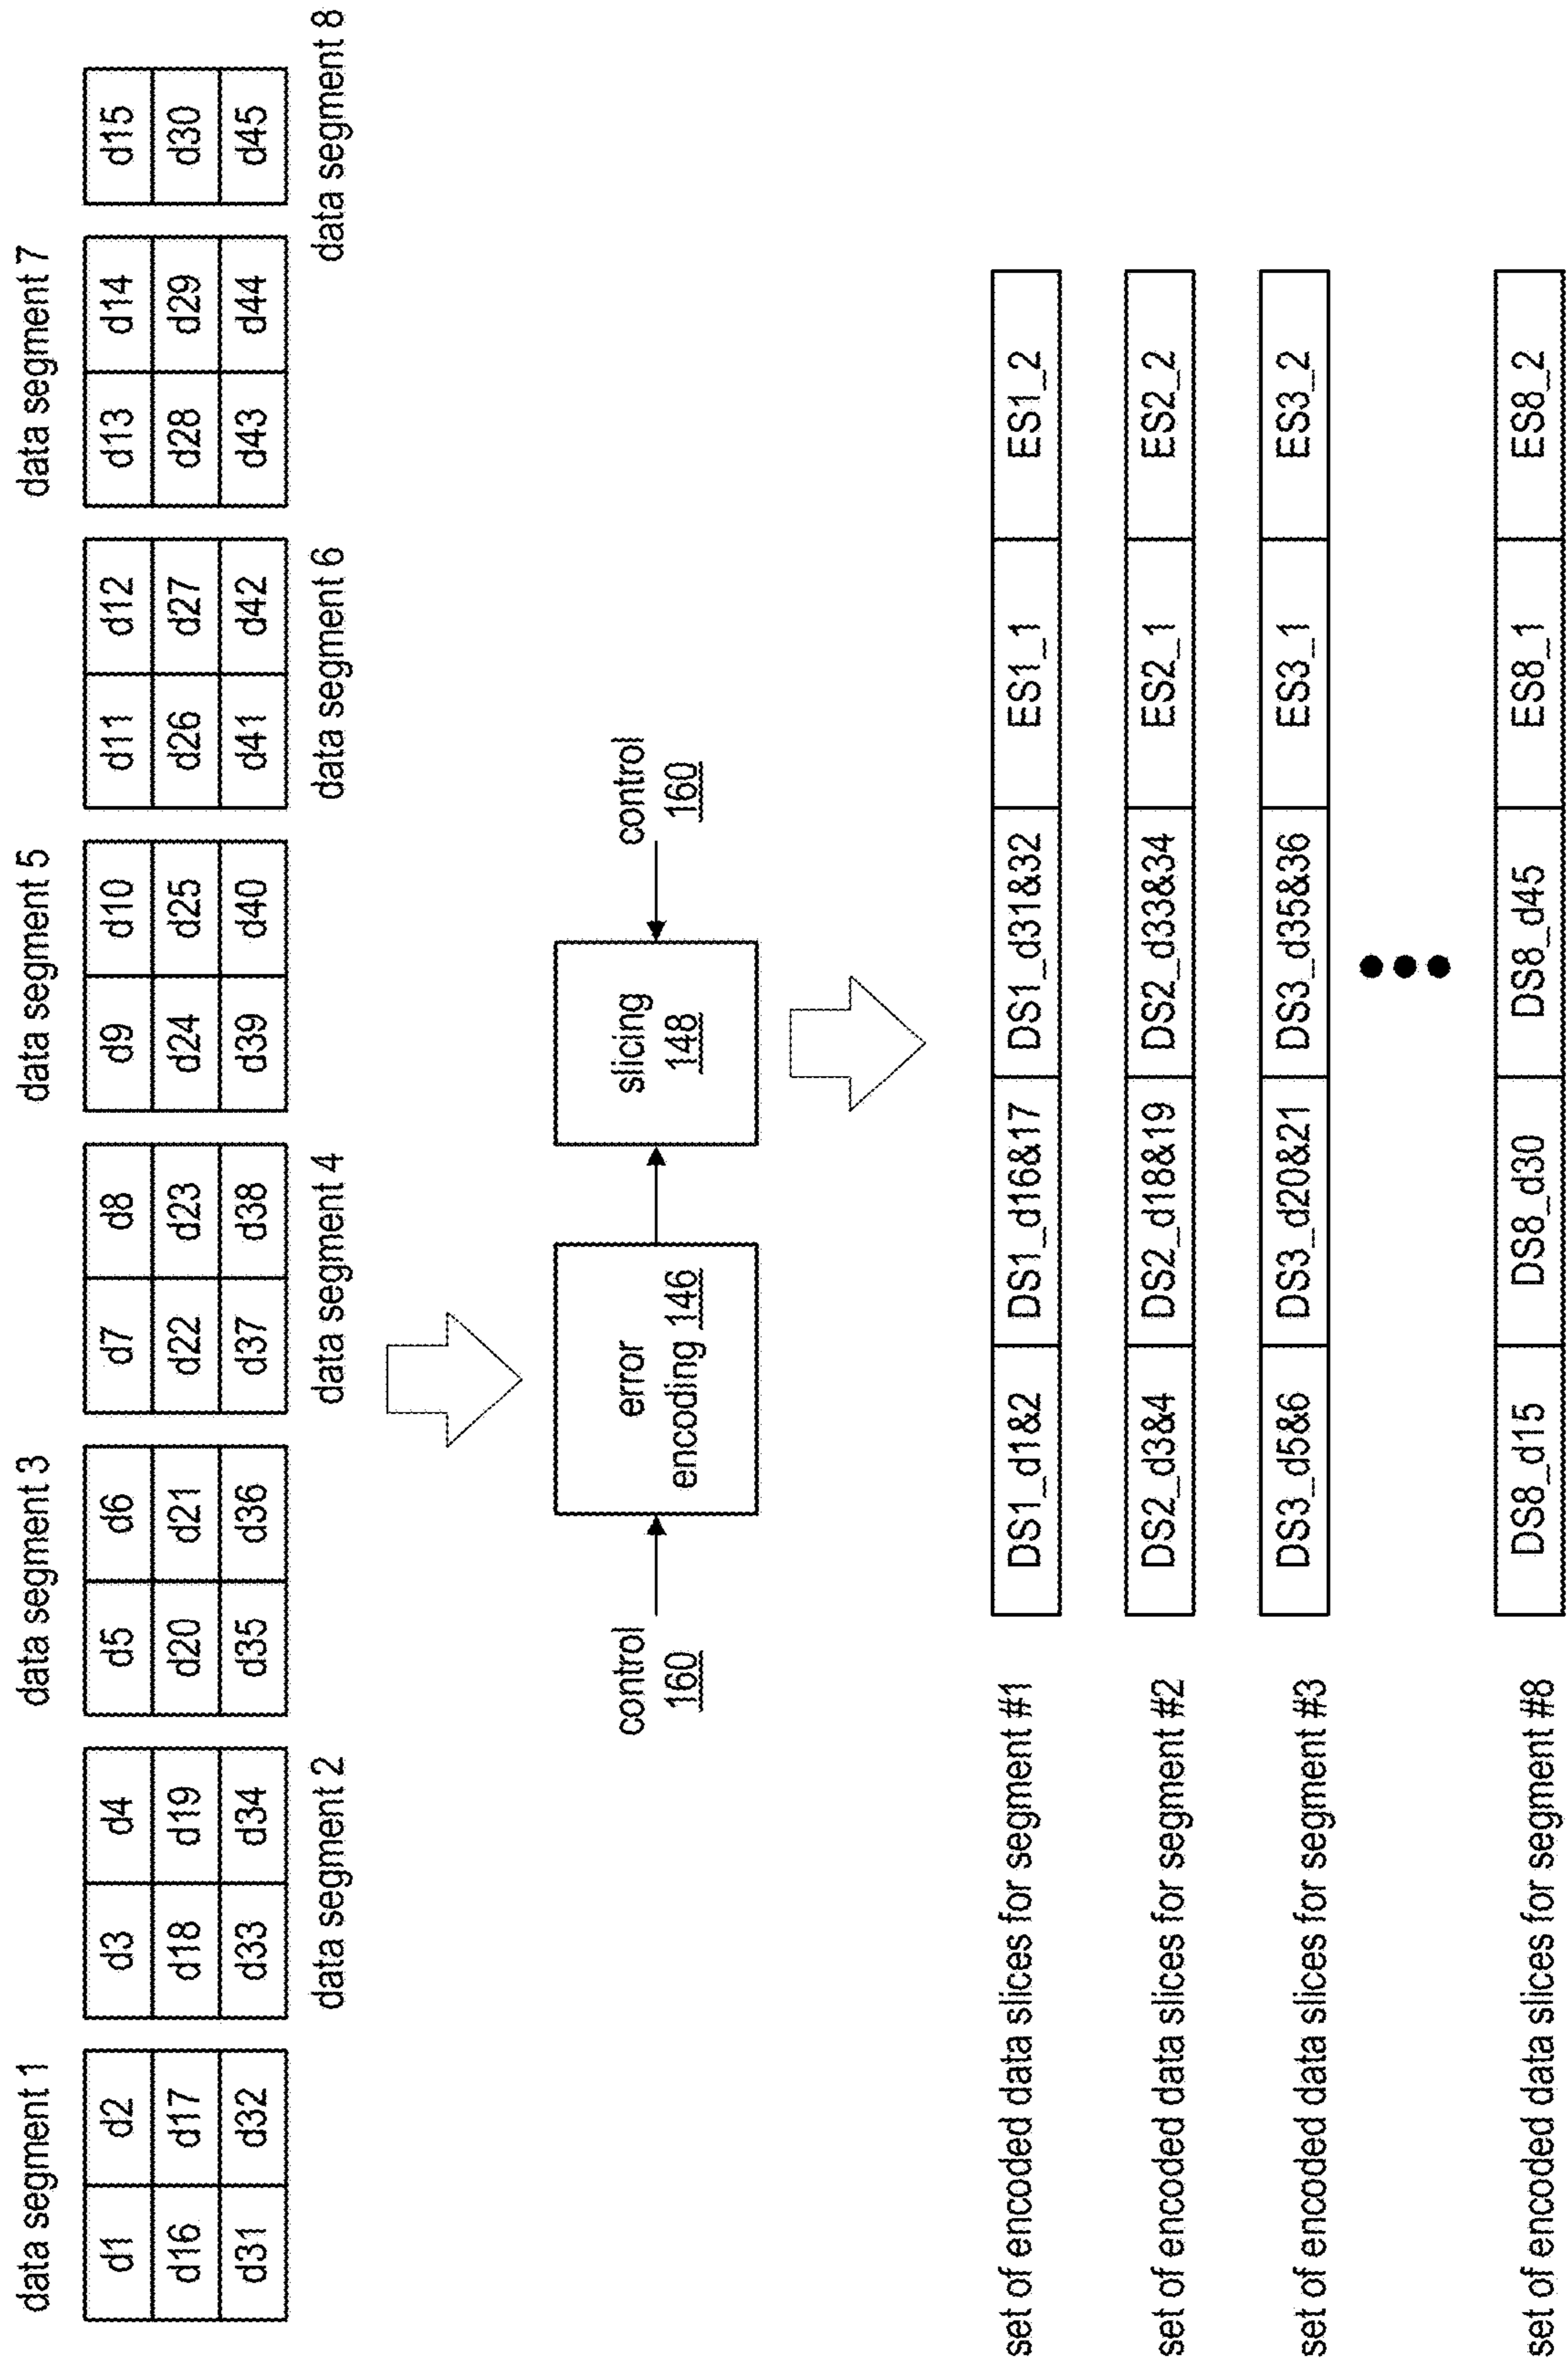 data segment 1
data segment 3
data segment 5
data segment 7
d1 d2 d3 d4 d5 d6 d7 d8 d9 d10 d11 d12 d13 d14 d15
d16 d17 d18 d19 d20 d21 d22 d23 d24 d25 d26 d27 d28 d29 d30
d31 d32 d33 d34 d35 d36 d37 d38 d39 d40 d41 d42 d43 d44 d45
data segment 2
data segment 4
data segment 6
data segment 8
control
160
error
encoding 146
slicing
148
control
160
set of encoded data slices for segment #1
DS1_d1&2 DS1_d16&17 DS1_d31&32 ES1_1 ES1_2
set of encoded data slices for segment #2
DS2_d3&4 DS2_d18&19 DS2_d33&34 ES2_1 ES2_2
set of encoded data slices for segment #3
DS3_d5&6 DS3_d20&21 DS3_d35&36 ES3_1 ES3_2
set of encoded data slices for segment #8
DS8_d15 DS8_d30 DS8_d45 ES8_1 ES8_2